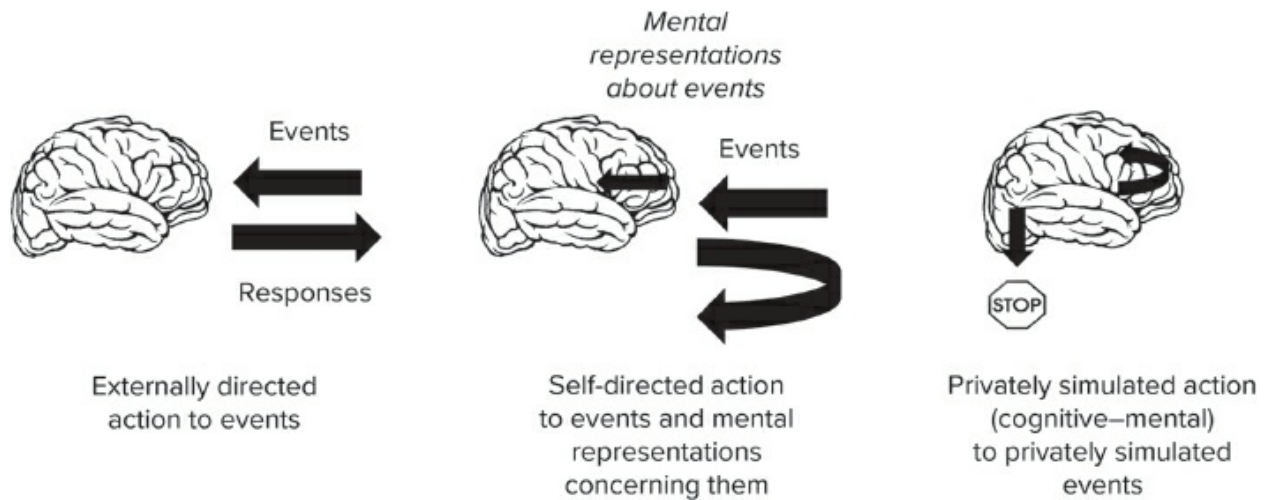 Events
Responses
Externally directed
action to events
Mental
representations
about events
Events
Self-directed action
to events and mental
representations
concerning them
STOP
Privately simulated action
(cognitive–mental)
to privately simulated
events